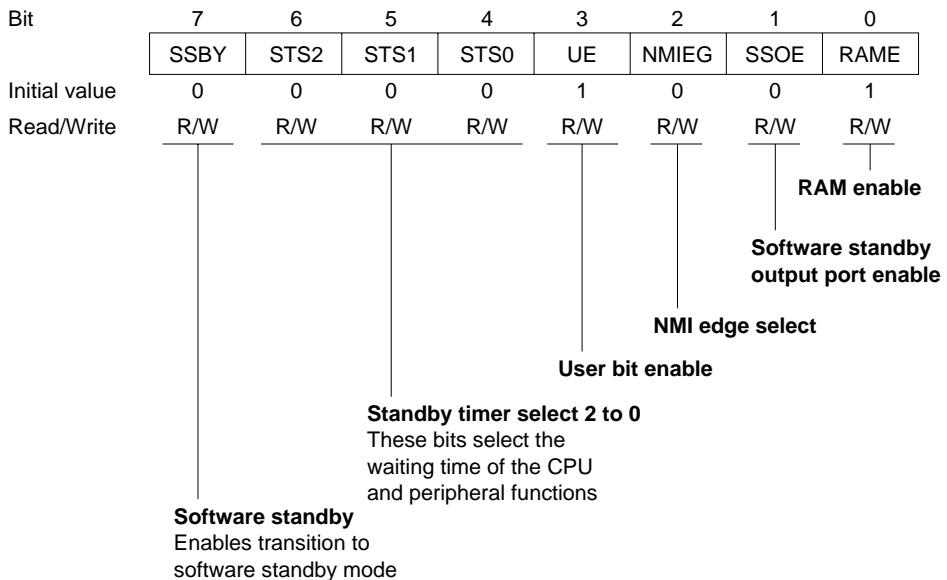 Bit 7 6 5 4 3 2 1 0
SSBY STS2 STS1 STS0 UE NMIEG SSOE RAME
Initial value 0 0 0 0 1 0 0 1
Read/Write R/W R/W R/W R/W R/W R/W R/W R/W
RAM enable
Software standby
output port enable
NMI edge select
User bit enable
Standby timer select 2 to 0
These bits select the
waiting time of the CPU
and peripheral functions
Software standby
Enables transition to
software standby mode